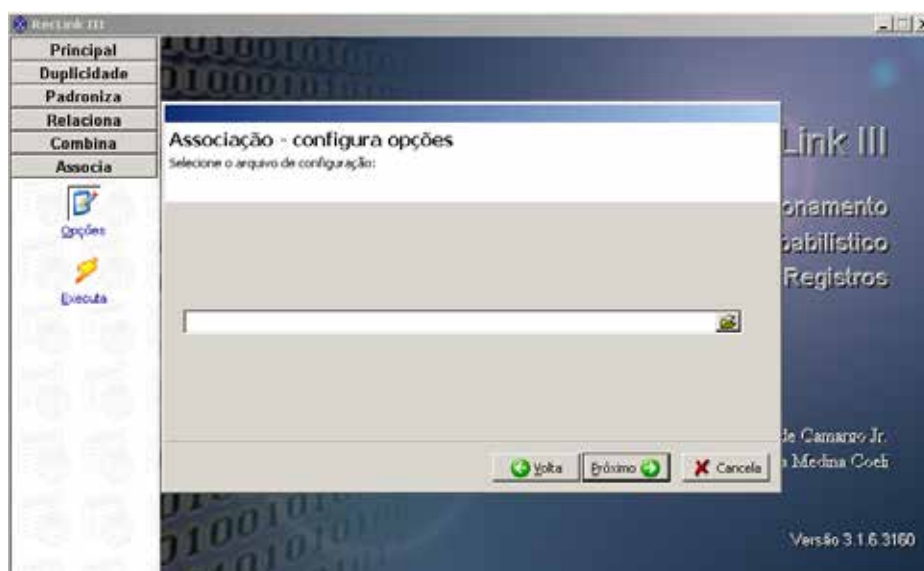 RecLink III
Principal
Duplicidade
Padroniza
Relaciona
Combina
Associa
Opções
Executa
Associação - configura opções
Selecione o arquivo de configuração:
Volta
Próximo
Cancela
Link III
onamento
babilístico
Registros
de Camargo Jr.
Medina Coeli
Versão 3.1.6.3160